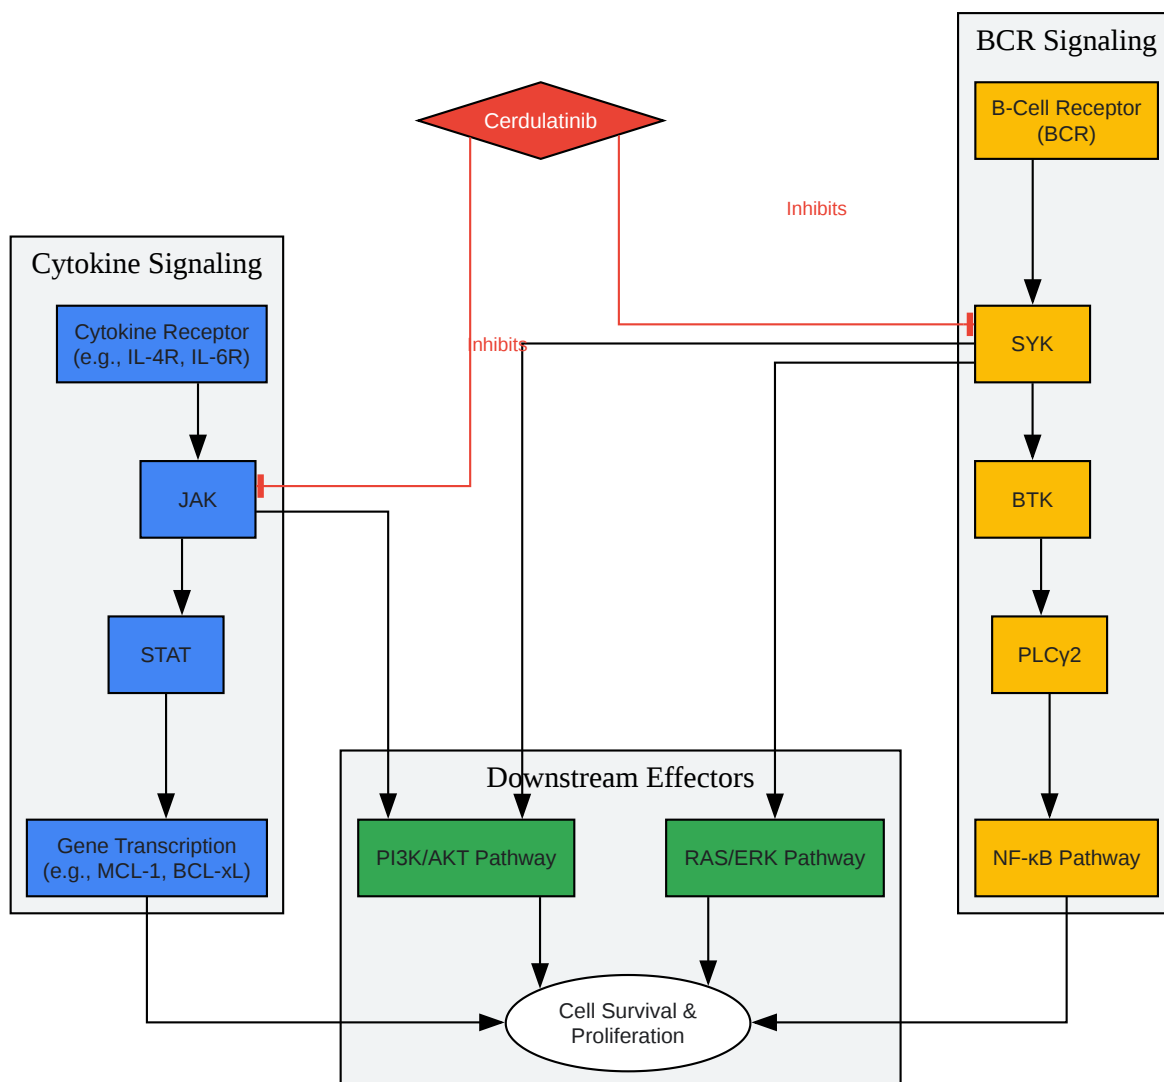 BCR Signaling
B-Cell Receptor
(BCR)
Cerdulatinib
Inhibits
Cytokine Signaling
Cytokine Receptor
(e.g., IL-4R, IL-6R)
Inhibits
SYK
JAK
BTK
STAT
PLCγ2
Downstream Effectors
Gene Transcription
(e.g., MCL-1, BCL-xL)
PI3K/AKT Pathway
RAS/ERK Pathway
NF-κB Pathway
Cell Survival &
Proliferation